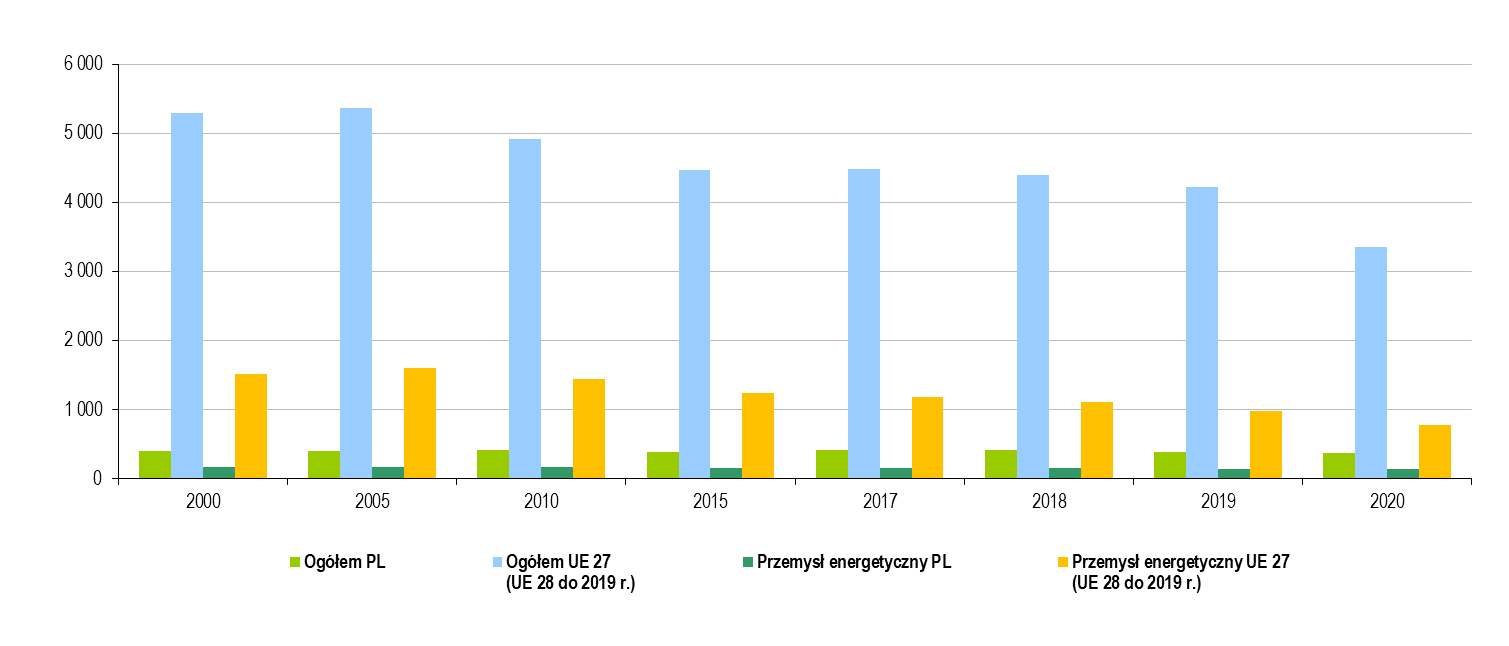 6 000
5 000
4 000
3 000
2 000
1 000
0
2000 2005 2010 2015 2017 2018 2019 2020
Ogółem PL
Ogółem UE 27
(UE 28 do 2019 r.)
Przemysł energetyczny PL
Przemysł energetyczny UE 27
(UE 28 do 2019 r.)